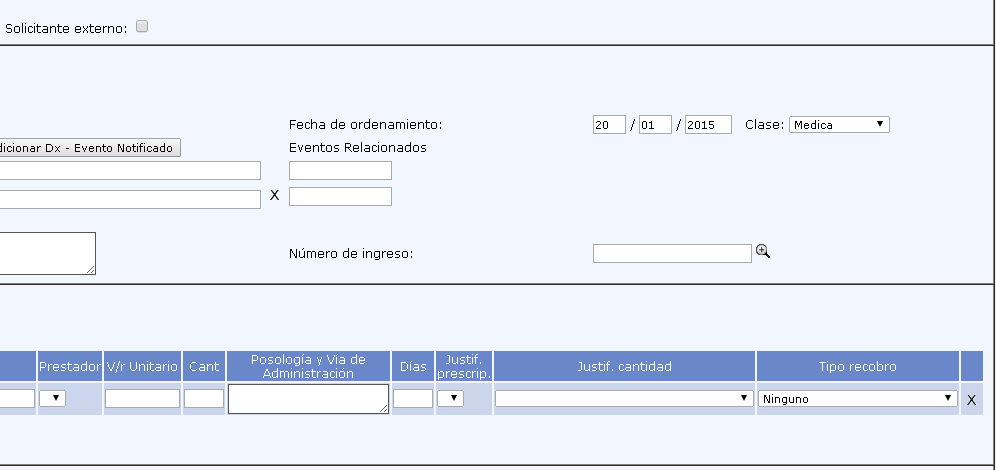 Solicitante externo:
Fecha de ordenamiento: 20 / 01 / 2015 Clase: Medica
dicionar Dx - Evento Notificado Eventos Relacionados
X
Número de ingreso:
Prestador V/r Unitario Cant Posología y Vía de Administración Días Justif. prescrip. Justif. cantidad Tipo recobro
Ninguno X